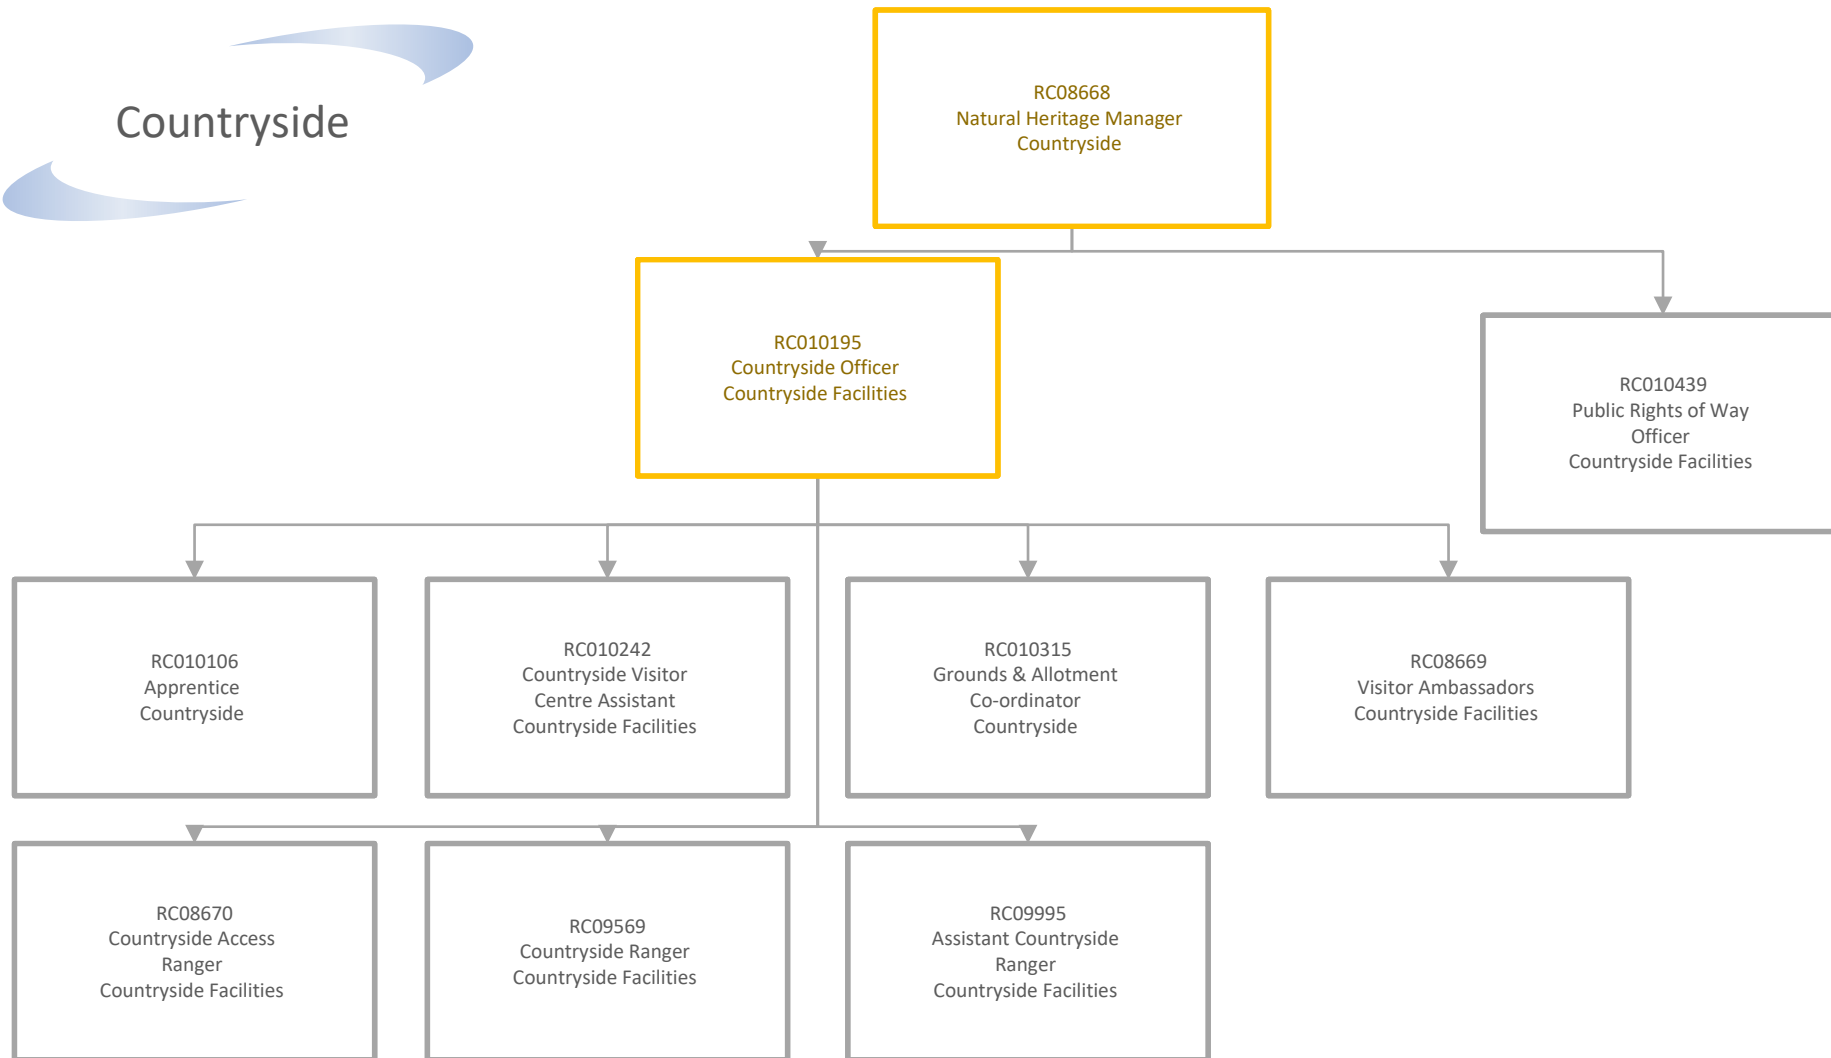 Countryside
RC08668
Natural Heritage Manager
Countryside
RC010195
Countryside Officer
Countryside Facilities
RC010439
Public Rights of Way
Officer
Countryside Facilities
RC010106
Apprentice
Countryside
RC010242
Countryside Visitor
Centre Assistant
Countryside Facilities
RC010315
Grounds & Allotment
Co-ordinator
Countryside
RC08669
Visitor Ambassadors
Countryside Facilities
RC08670
Countryside Access
Ranger
Countryside Facilities
RC09569
Countryside Ranger
Countryside Facilities
RC09995
Assistant Countryside
Ranger
Countryside Facilities